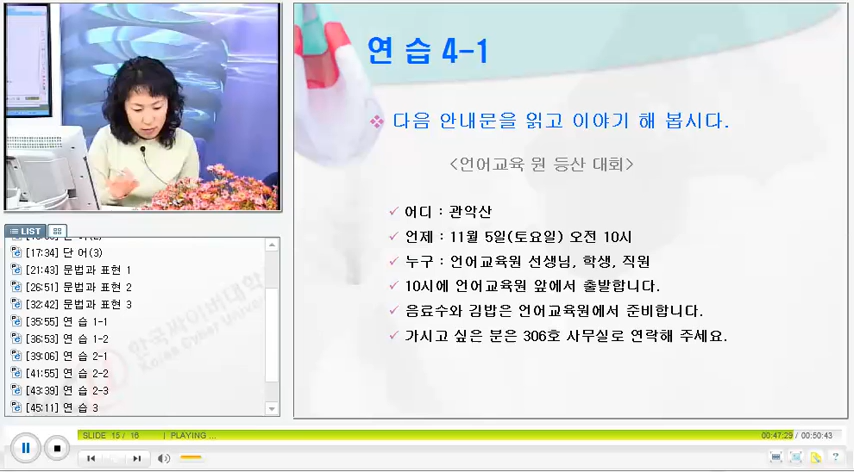 연 습 4-1
다음 안내문을 읽고 이야기 해 봅시다.
<언어교육 원 등산 대회>
어디 : 관악산
언제 : 11월 5일(토요일) 오전 10시
누구 : 언어교육원 선생님, 학생, 직원
10시에 언어교육원 앞에서 출발합니다.
음료수와 김밥은 언어교육원에서 준비합니다.
가시고 싶은 분은 306호 사무실로 연락해 주세요.
LIST
[17:34] 단 어(3)
[21:43] 문법과 표현 1
[26:51] 문법과 표현 2
[32:42] 문법과 표현 3
[35:55] 연 습 1-1
[36:53] 연 습 1-2
[39:06] 연 습 2-1
[41:55] 연 습 2-2
[43:39] 연 습 2-3
[45:11] 연 습 3
한국싸이버대학
SLIDE 15 / 16 | PLAYING ...
00:47:29 / 00:50:43